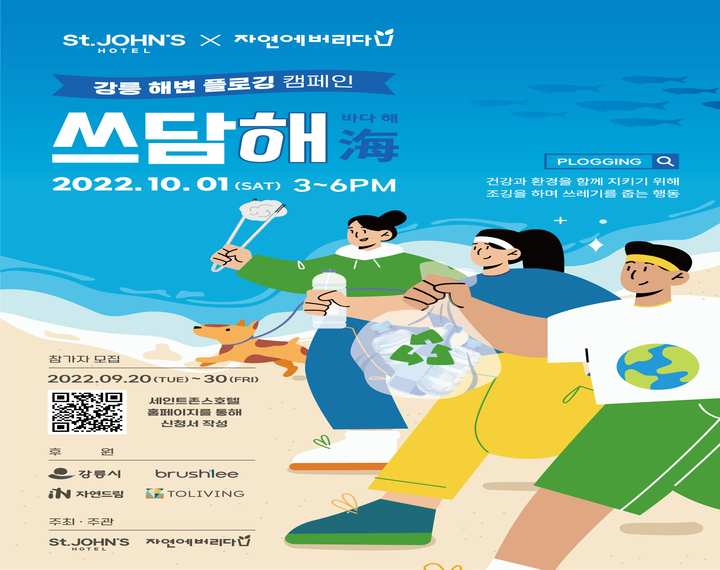 St.JOHN'S HOTEL × 자연에버리다
강릉 해변 플로깅 캠페인
쓰담해 바다 해 海
2022. 10. 01 (SAT) 3~6PM
PLOGGING
건강과 환경을 함께 지키기 위해
조깅을 하며 쓰레기를 줍는 행동
참가자 모집
2022.09.20 (TUE) ~ 30 (FRI)
세인트존스호텔
홈페이지를 통해
신청서 작성
후 원
강릉시 brushlee
iN 자연드림 TOLIVING
주최 · 주관
St.JOHN'S HOTEL 자연에버리다